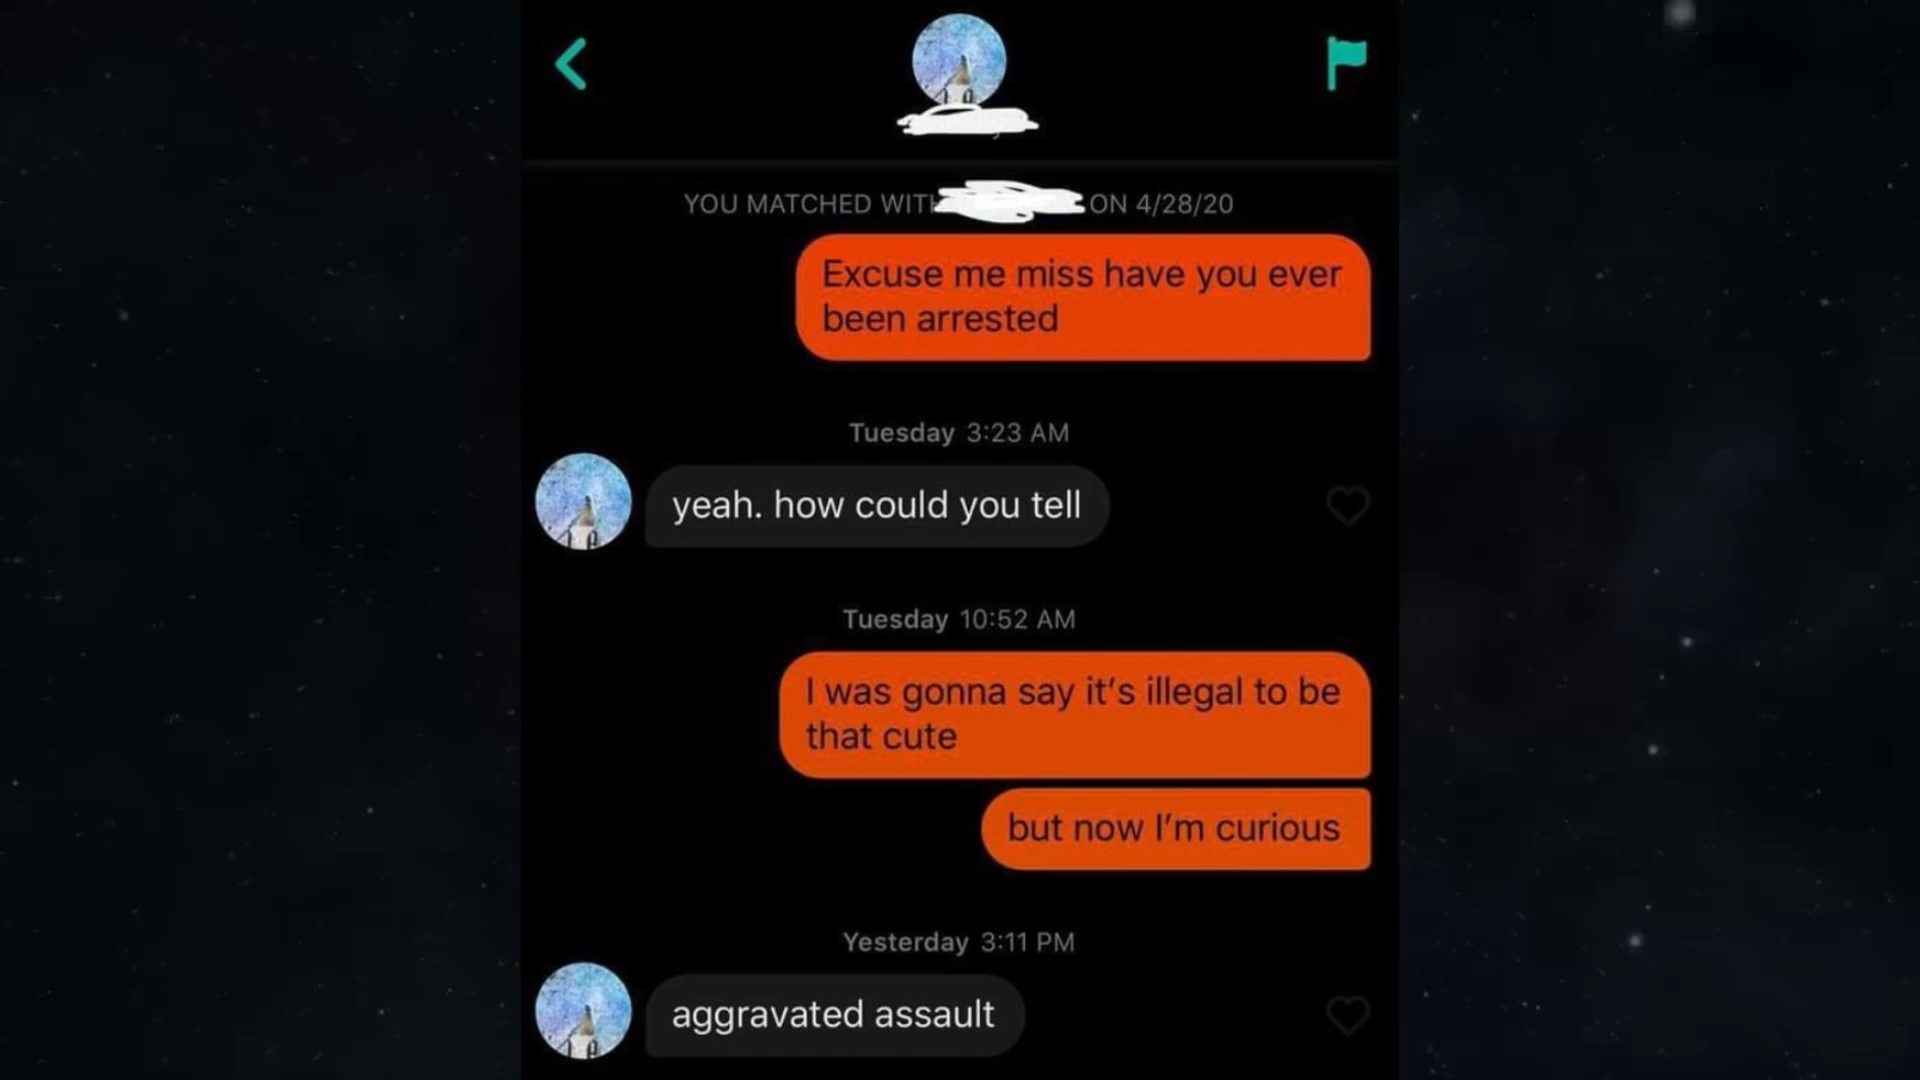 YOU MATCHED WITH ON 4/28/20
Excuse me miss have you ever
been arrested
Tuesday 3:23 AM
yeah. how could you tell
Tuesday 10:52 AM
I was gonna say it's illegal to be
that cute
but now I'm curious
Yesterday 3:11 PM
aggravated assault